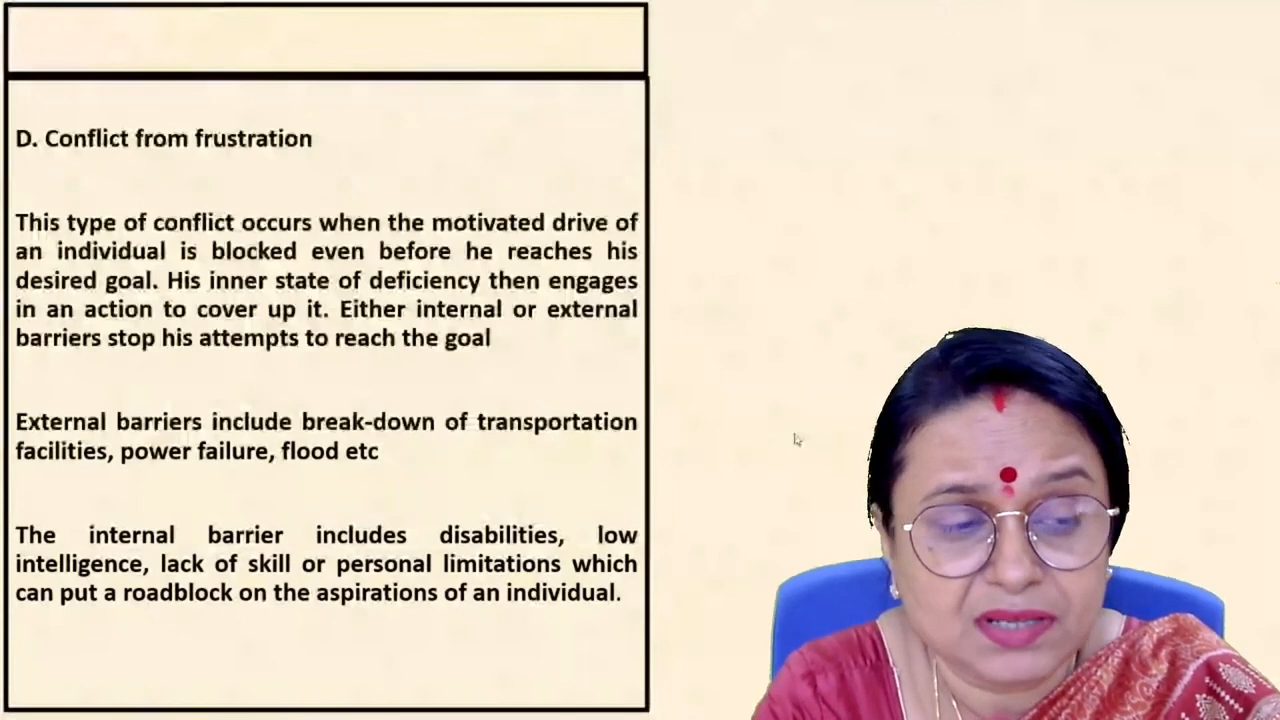 D. Conflict from frustration
This type of conflict occurs when the motivated drive of
an individual is blocked even before he reaches his
desired goal. His inner state of deficiency then engages
in an action to cover up it. Either internal or external
barriers stop his attempts to reach the goal
External barriers include break-down of transportation
facilities, power failure, flood etc
The internal barrier includes disabilities, low
intelligence, lack of skill or personal limitations which
can put a roadblock on the aspirations of an individual.